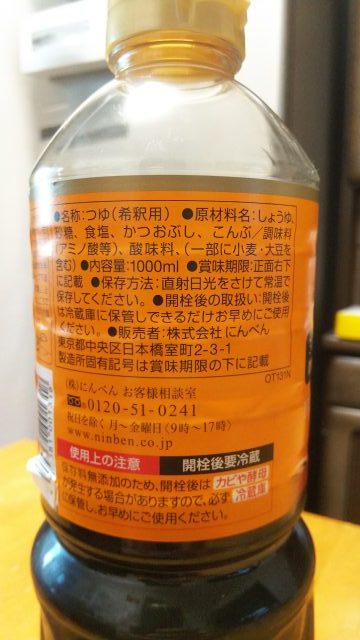 ●名称:つゆ(希釈用) ●原材料名:しょうゆ、
砂糖、食塩、かつおぶし、こんぶ/調味料
(アミノ酸等)、酸味料、(一部に小麦・大豆を
含む) ●内容量:1000ml ●賞味期限:正面右下
に記載 ●保存方法:直射日光をさけて常温で
保存してください。●開栓後の取扱い:開栓後
は冷蔵庫に保管しできるだけお早めにご使用
ください。●販売者:株式会社 にんべん
東京都中央区日本橋室町2-3-1
製造所固有記号は賞味期限の下に記載
OT131N
(株)にんべん お客様相談室
0120-51-0241
祝日を除く 月〜金曜日(9時〜17時)
www.ninben.co.jp
使用上の注意 開栓後要冷蔵
保存料無添加のため、開栓後は カビや酵母
が発生する場合がありますので、必ず 冷蔵庫
に保管し、お早めにご使用ください。